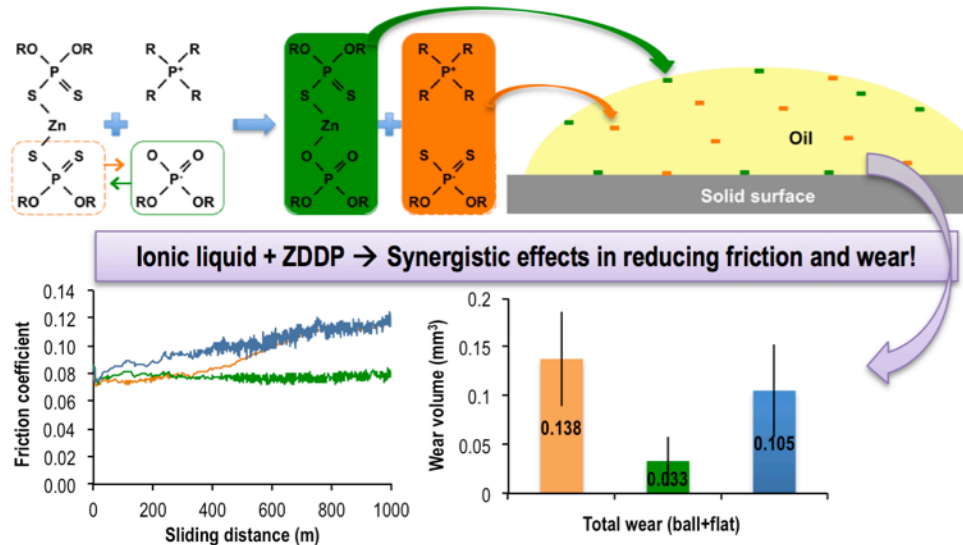 RO OR R R RO OR R R
P P⁺ P P⁺
S S R R S S R R
Zn Zn
S S O O O O S S
P P⁻ P P⁻
RO OR RO OR RO OR RO OR
Oil
Solid surface
Ionic liquid + ZDDP → Synergistic effects in reducing friction and wear!
Friction coefficient
0.14
0.12
0.10
0.08
0.06
0.04
0.02
0.00
0 200 400 600 800 1000
Sliding distance (m)
Wear volume (mm³)
0.2
0.15
0.1
0.05
0
0.138
0.033
0.105
Total wear (ball+flat)